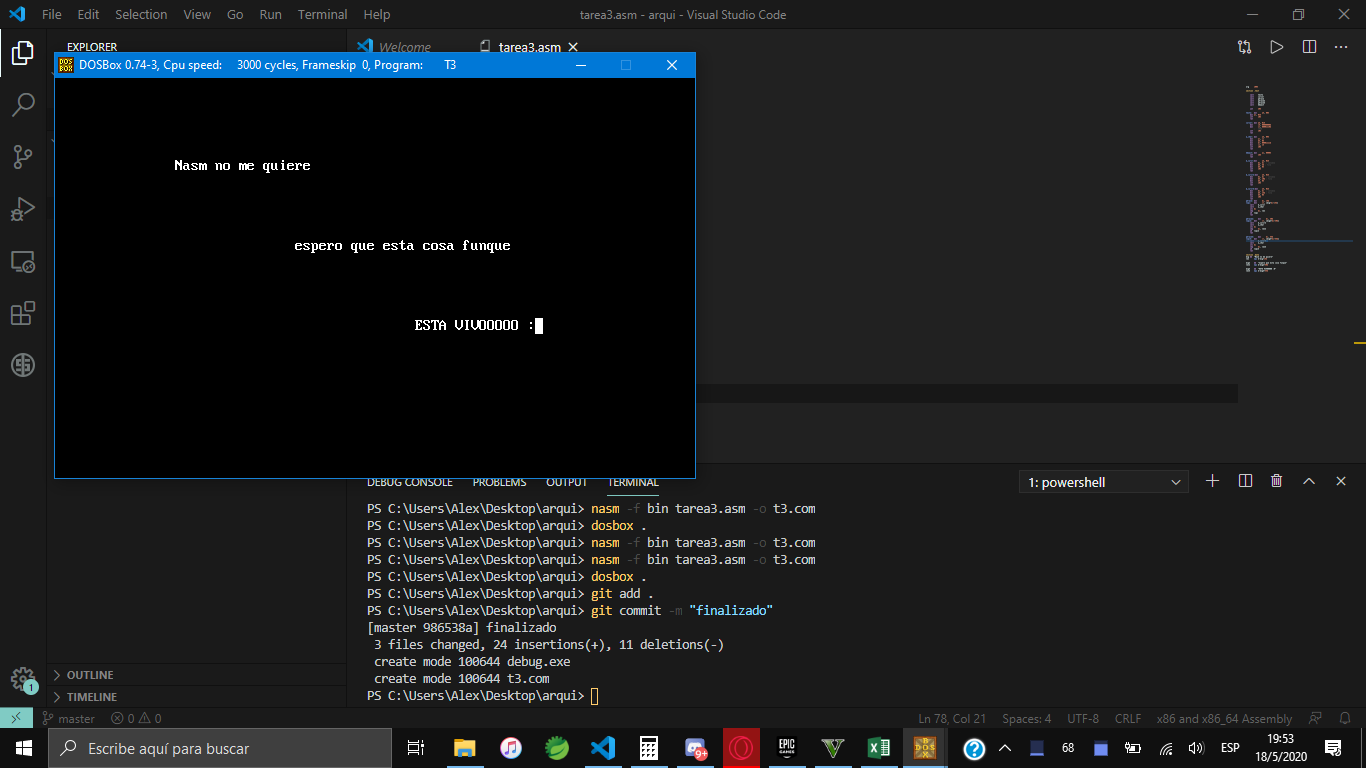 File Edit Selection View Go Run Terminal Help tarea3.asm - arqui - Visual Studio Code
EXPLORER Welcome tarea3.asm
DOSBox 0.74-3, Cpu speed: 3000 cycles, Frameskip 0, Program: T3
Nasm no me quiere
espero que esta cosa funque
ESTA VIVOOOOO :
DEBUG CONSOLE PROBLEMS OUTPUT TERMINAL 1: powershell
PS C:\Users\Alex\Desktop\arqui> nasm -f bin tarea3.asm -o t3.com
PS C:\Users\Alex\Desktop\arqui> dosbox .
PS C:\Users\Alex\Desktop\arqui> nasm -f bin tarea3.asm -o t3.com
PS C:\Users\Alex\Desktop\arqui> nasm -f bin tarea3.asm -o t3.com
PS C:\Users\Alex\Desktop\arqui> dosbox .
PS C:\Users\Alex\Desktop\arqui> git add .
PS C:\Users\Alex\Desktop\arqui> git commit -m "finalizado"
[master 986538a] finalizado
3 files changed, 24 insertions(+), 11 deletions(-)
create mode 100644 debug.exe
create mode 100644 t3.com
PS C:\Users\Alex\Desktop\arqui>
OUTLINE
TIMELINE
1
master 0 0 Ln 78, Col 21 Spaces: 4 UTF-8 CRLF x86 and x86_64 Assembly
Escribe aquí para buscar 9+ EPIC GAMES 68 ESP 19:53
18/5/2020